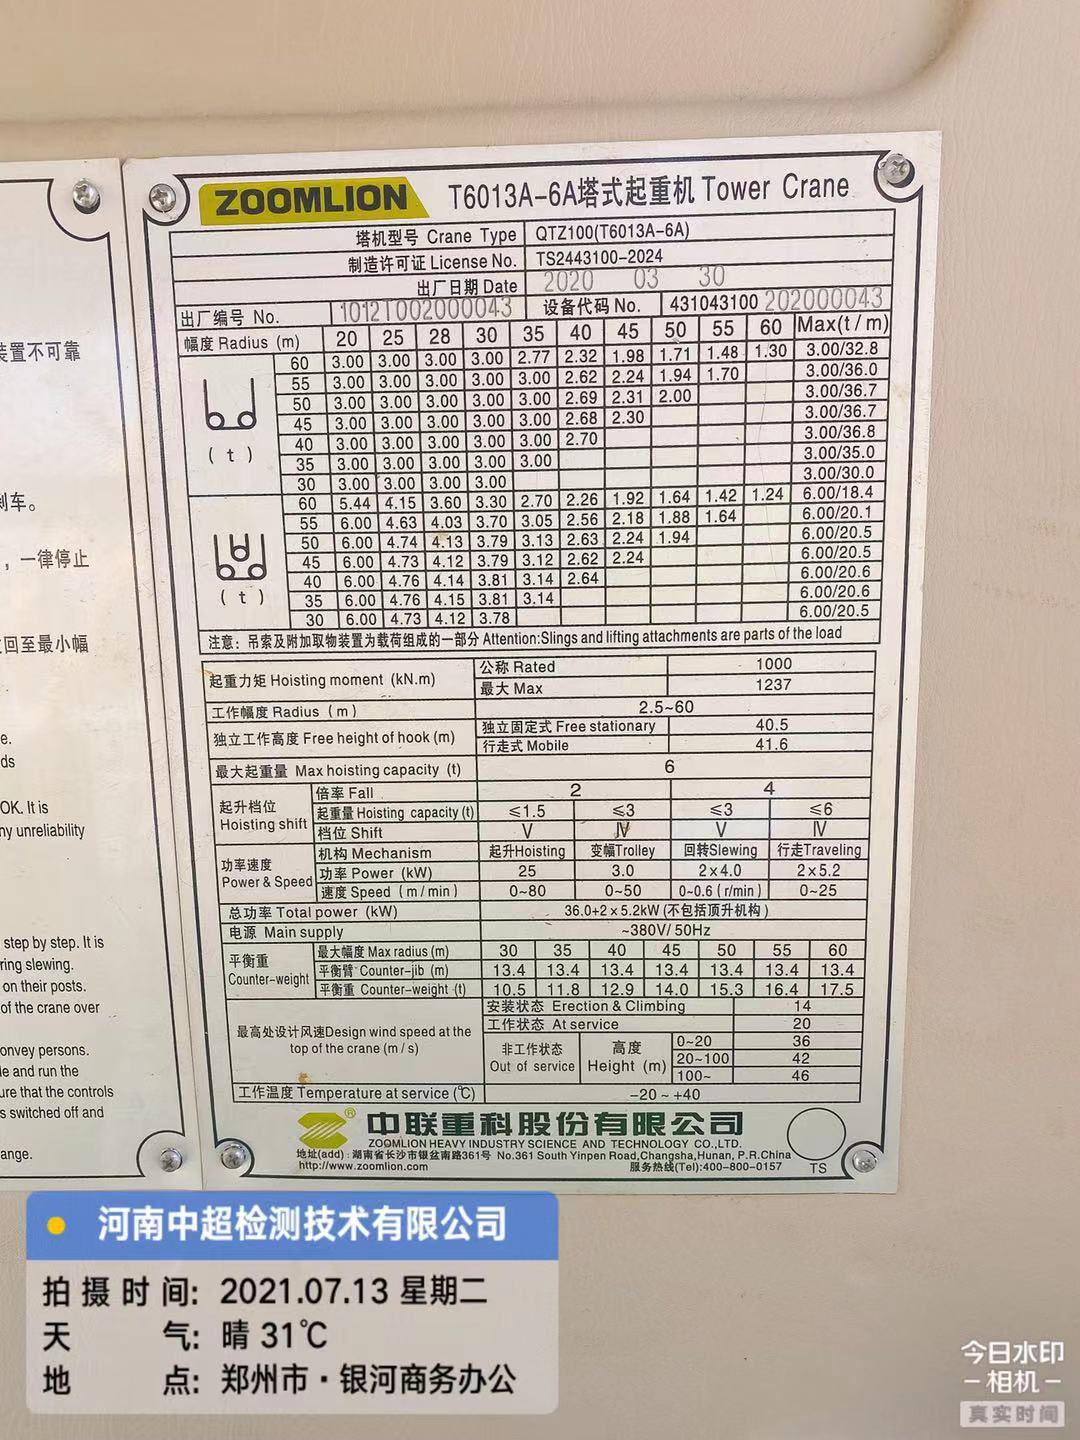 装置不可靠
刹车。
，一律停止
回至最小幅
e.
ds
OK. It is
ny unreliability
step by step. It is
ring slewing.
on their posts.
of the crane over
onvey persons.
le and run the
ure that the controls
s switched off and
ange.
ZOOMLION T6013A-6A塔式起重机 Tower Crane
塔机型号 Crane Type QTZ100(T6013A-6A)
制造许可证 License No. TS2443100-2024
出厂日期 Date 2020 03 30
出厂编号 No. 1012T002000043 设备代码 No. 431043100 202000043
幅度 Radius (m) 20 25 28 30 35 40 45 50 55 60 Max(t/m)
60 3.00 3.00 3.00 3.00 2.77 2.32 1.98 1.71 1.48 1.30 3.00/32.8
55 3.00 3.00 3.00 3.00 3.00 2.62 2.24 1.94 1.70 3.00/36.0
50 3.00 3.00 3.00 3.00 3.00 2.69 2.31 2.00 3.00/36.7
45 3.00 3.00 3.00 3.00 3.00 2.68 2.30 3.00/36.7
40 3.00 3.00 3.00 3.00 3.00 2.70 3.00/36.8
(t)
35 3.00 3.00 3.00 3.00 3.00 3.00/35.0
30 3.00 3.00 3.00 3.00 3.00/30.0
60 5.44 4.15 3.60 3.30 2.70 2.26 1.92 1.64 1.42 1.24 6.00/18.4
55 6.00 4.63 4.03 3.70 3.05 2.56 2.18 1.88 1.64 6.00/20.1
50 6.00 4.74 4.13 3.79 3.13 2.63 2.24 1.94 6.00/20.5
45 6.00 4.73 4.12 3.79 3.12 2.62 2.24 6.00/20.5
40 6.00 4.76 4.14 3.81 3.14 2.64 6.00/20.6
(t)
35 6.00 4.76 4.15 3.81 3.14 6.00/20.6
30 6.00 4.73 4.12 3.78 6.00/20.5
注意: 吊索及附加取物装置为载荷组成的一部分 Attention:Slings and lifting attachments are parts of the load
起重力矩 Hoisting moment (kN.m) 公称 Rated 1000
最大 Max 1237
工作幅度 Radius (m) 2.5~60
独立工作高度 Free height of hook (m) 独立固定式 Free stationary 40.5
行走式 Mobile 41.6
最大起重量 Max hoisting capacity (t) 6
起升档位 Hoisting shift 倍率 Fall 2 4
起重量 Hoisting capacity (t) ≤1.5 ≤3 ≤3 ≤6
档位 Shift Ⅴ Ⅳ Ⅴ Ⅳ
功率速度 Power & Speed 机构 Mechanism 起升Hoisting 变幅Trolley 回转Slewing 行走Traveling
功率 Power (kW) 25 3.0 2×4.0 2×5.2
速度 Speed (m/min) 0~80 0~50 0~0.6 (r/min) 0~25
总功率 Total power (kW) 36.0+2×5.2kW (不包括顶升机构)
电源 Main supply ~380V/ 50Hz
平衡重 Counter-weight 最大幅度 Max radius (m) 30 35 40 45 50 55 60
平衡臂 Counter-jib (m) 13.4 13.4 13.4 13.4 13.4 13.4 13.4
平衡重 Counter-weight (t) 10.5 11.8 12.9 14.0 15.3 16.4 17.5
最高处设计风速Design wind speed at the top of the crane (m/s) 安装状态 Erection & Climbing 14
工作状态 At service 20
非工作状态 Out of service 高度 Height (m) 0~20 36
20~100 42
100~ 46
工作温度 Temperature at service (℃) -20 ~ +40
® 中联重科股份有限公司
ZOOMLION HEAVY INDUSTRY SCIENCE AND TECHNOLOGY CO.,LTD.
地址(add): 湖南省长沙市银盆南路361号 No.361 South Yinpen Road,Changsha,Hunan, P.R.China
http://www.zoomlion.com 服务热线(Tel):400-800-0157
TS
河南中超检测技术有限公司
拍摄时间: 2021.07.13 星期二
天气: 晴 31℃
地点: 郑州市·银河商务办公
今日水印
-相机-
真实时间